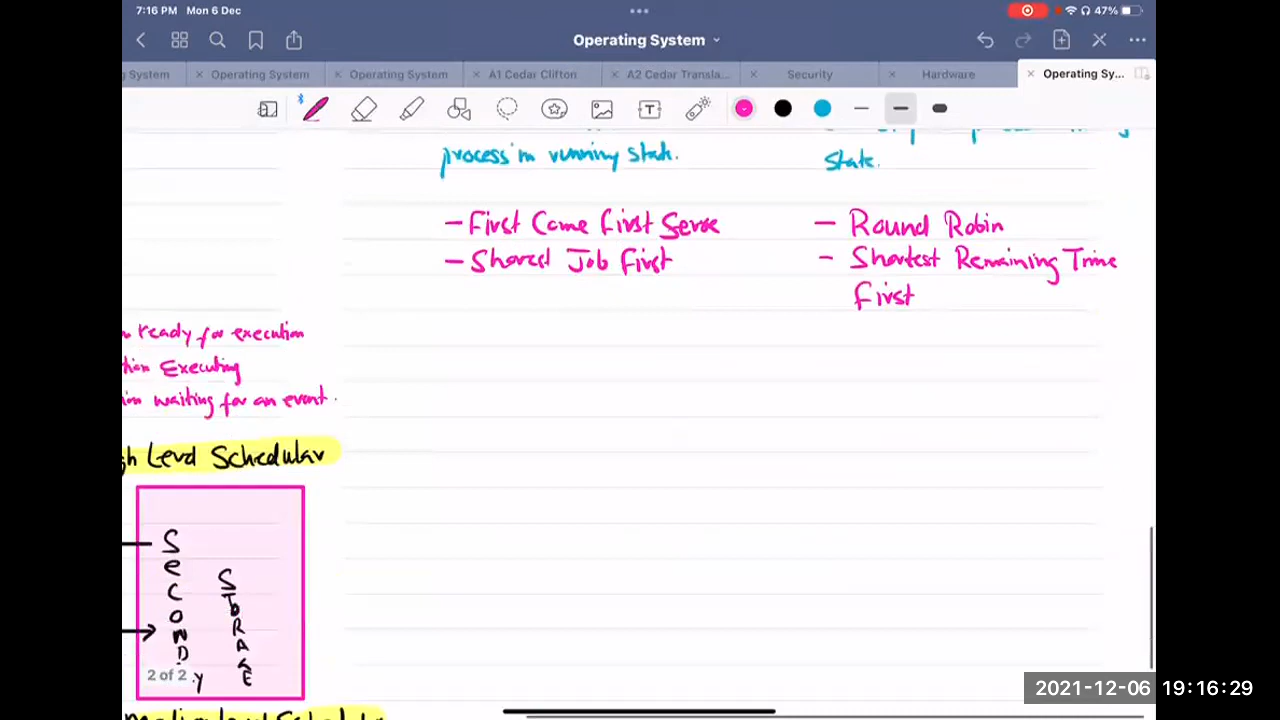 7:16 PM Mon 6 Dec
47%
Operating System
g System
Operating System
Operating System
A1 Cedar Clifton
A2 Cedar Transla...
Security
Hardware
Operating Sy...
process in running state.
state.
– First Come First Serve
– Shored Job First
– Round Robin
– Shortest Remaining Time
First
ready for execution
Executing
waiting for an event.
gh Level Schedular
SECONDRY
STORAGE
2 of 2
2021-12-06 19:16:29